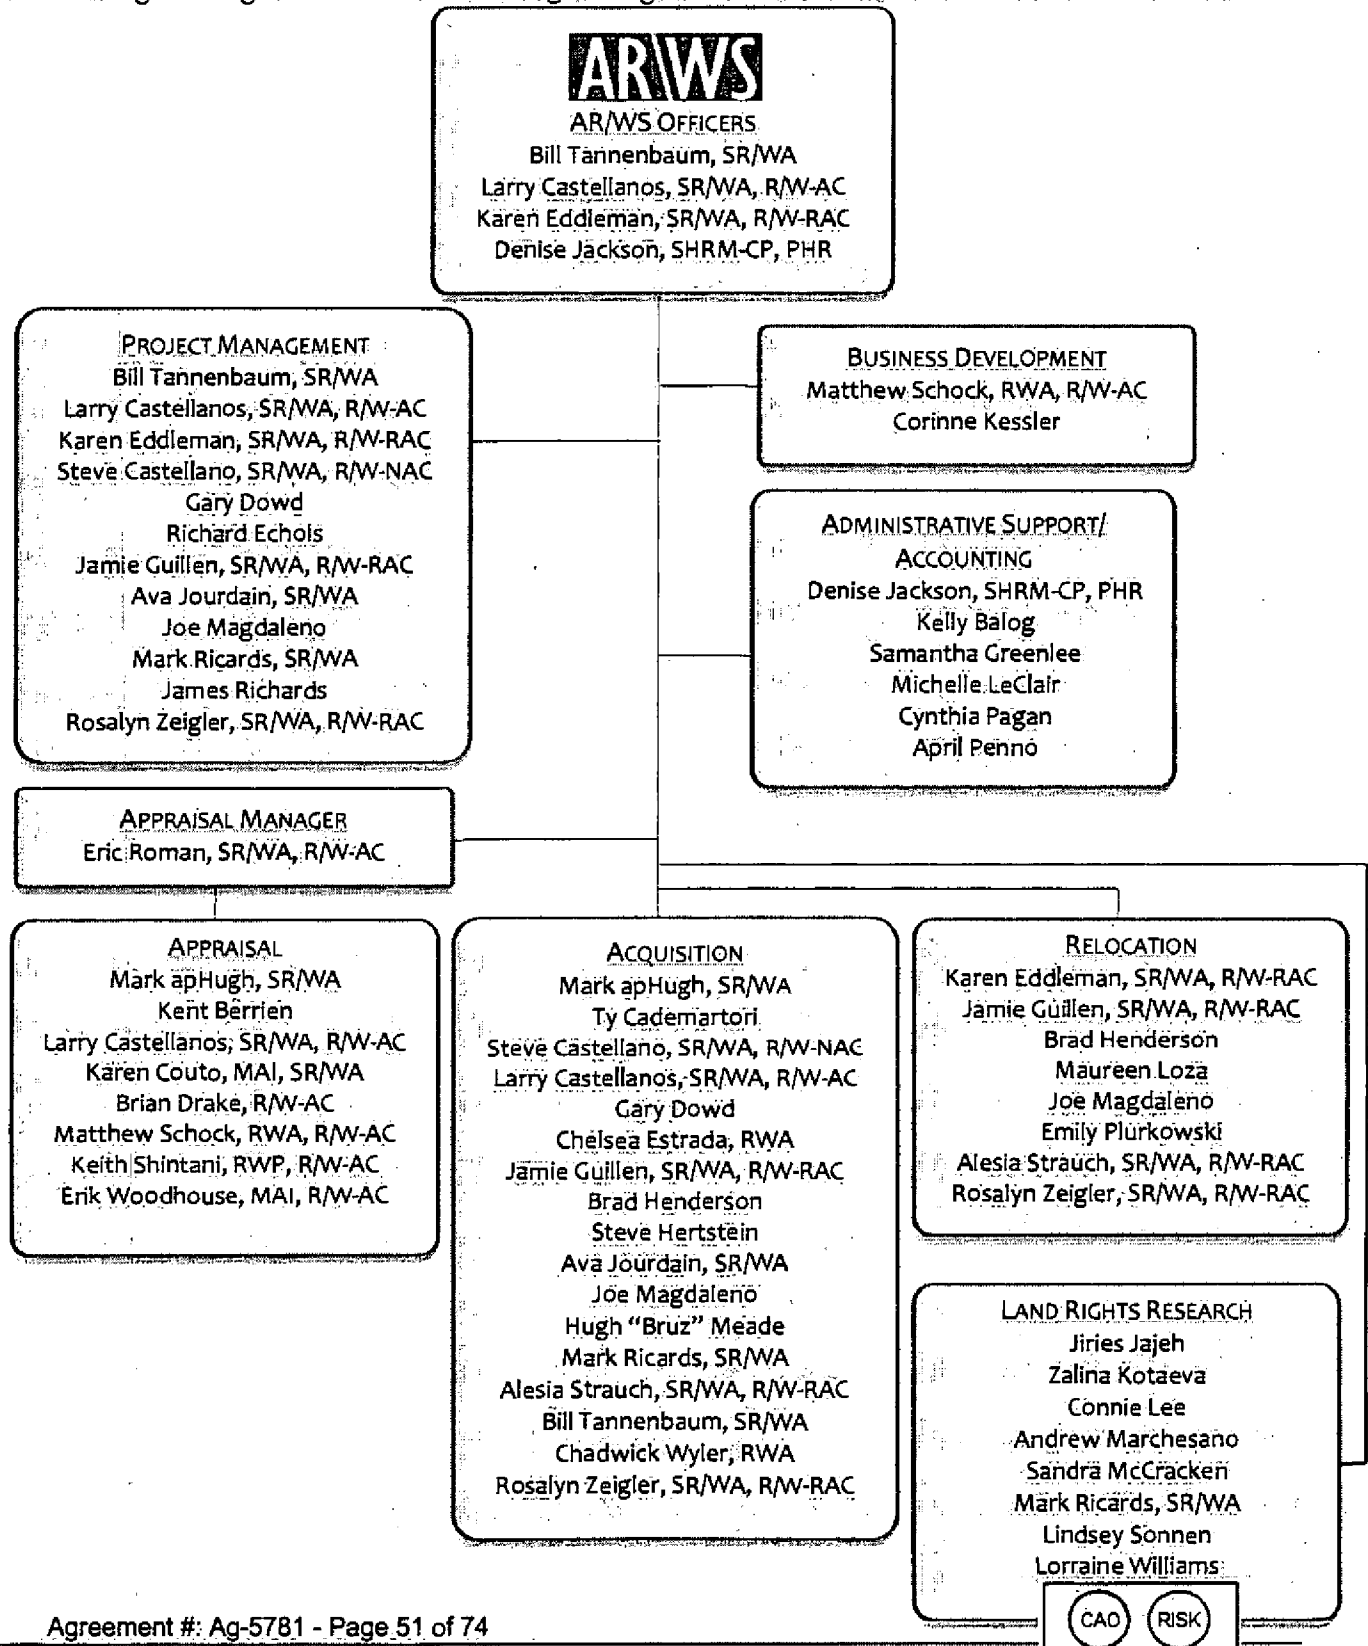 AR\WS
AR/WS OFFICERS
Bill Tannenbaum, SR/WA
Larry Castellanos, SR/WA, R/W-AC
Karen Eddleman, SR/WA, R/W-RAC
Denise Jackson, SHRM-CP, PHR
PROJECT MANAGEMENT
Bill Tannenbaum, SR/WA
Larry Castellanos, SR/WA, R/W-AC
Karen Eddleman, SR/WA, R/W-RAC
Steve Castellano, SR/WA, R/W-NAC
Gary Dowd
Richard Echols
Jamie Guillen, SR/WA, R/W-RAC
Ava Jourdain, SR/WA
Joe Magdaleno
Mark Ricards, SR/WA
James Richards
Rosalyn Zeigler, SR/WA, R/W-RAC
BUSINESS DEVELOPMENT
Matthew Schock, RWA, R/W-AC
Corinne Kessler
ADMINISTRATIVE SUPPORT/
ACCOUNTING
Denise Jackson, SHRM-CP, PHR
Kelly Balog
Samantha Greenlee
Michelle LeClair
Cynthia Pagan
April Penno
APPRAISAL MANAGER
Eric Roman, SR/WA, R/W-AC
APPRAISAL
Mark apHugh, SR/WA
Kent Berrien
Larry Castellanos, SR/WA, R/W-AC
Karen Couto, MAI, SR/WA
Brian Drake, R/W-AC
Matthew Schock, RWA, R/W-AC
Keith Shintani, RWP, R/W-AC
Erik Woodhouse, MAI, R/W-AC
ACQUISITION
Mark apHugh, SR/WA
Ty Cademartori
Steve Castellano, SR/WA, R/W-NAC
Larry Castellanos, SR/WA, R/W-AC
Gary Dowd
Chelsea Estrada, RWA
Jamie Guillen, SR/WA, R/W-RAC
Brad Henderson
Steve Hertstein
Ava Jourdain, SR/WA
Joe Magdaleno
Hugh “Bruz” Meade
Mark Ricards, SR/WA
Alesia Strauch, SR/WA, R/W-RAC
Bill Tannenbaum, SR/WA
Chadwick Wyler, RWA
Rosalyn Zeigler, SR/WA, R/W-RAC
RELOCATION
Karen Eddleman, SR/WA, R/W-RAC
Jamie Guillen, SR/WA, R/W-RAC
Brad Henderson
Maureen Loza
Joe Magdaleno
Emily Plurkowski
Alesia Strauch, SR/WA, R/W-RAC
Rosalyn Zeigler, SR/WA, R/W-RAC
LAND RIGHTS RESEARCH
Jiries Jajeh
Zalina Kotaeva
Connie Lee
Andrew Marchesano
Sandra McCracken
Mark Ricards, SR/WA
Lindsey Sonnen
Lorraine Williams
CAO RISK
Agreement #: Ag-5781 - Page 51 of 74